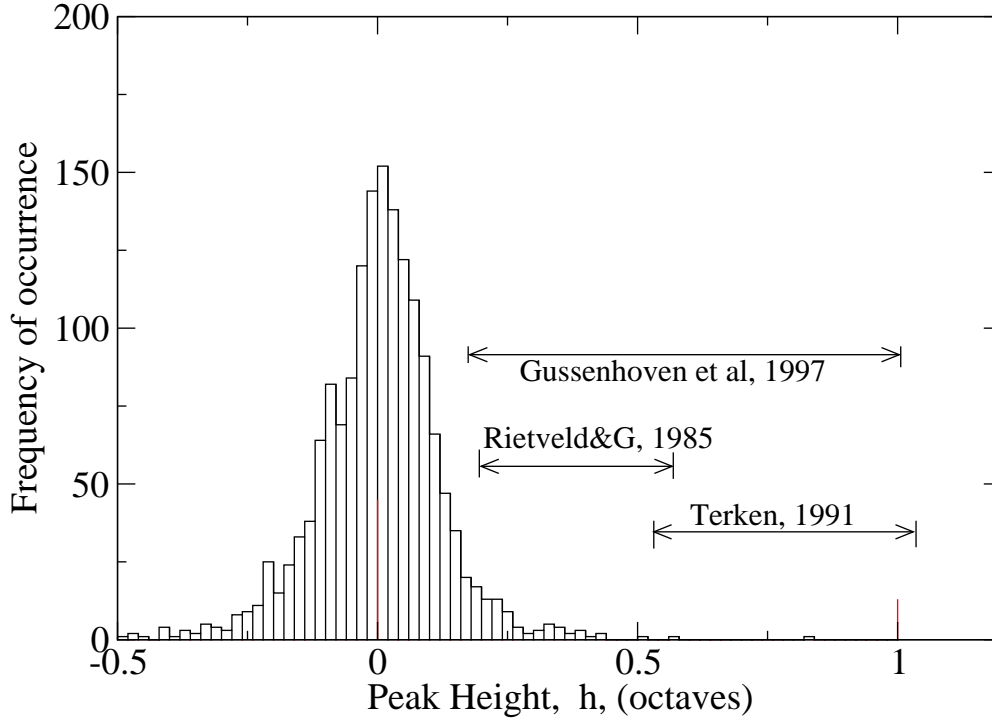 200
150
100
50
0
Frequency of occurrence
Gussenhoven et al, 1997
Rietveld&G, 1985
Terken, 1991
-0.5 0 0.5 1
Peak Height, h, (octaves)